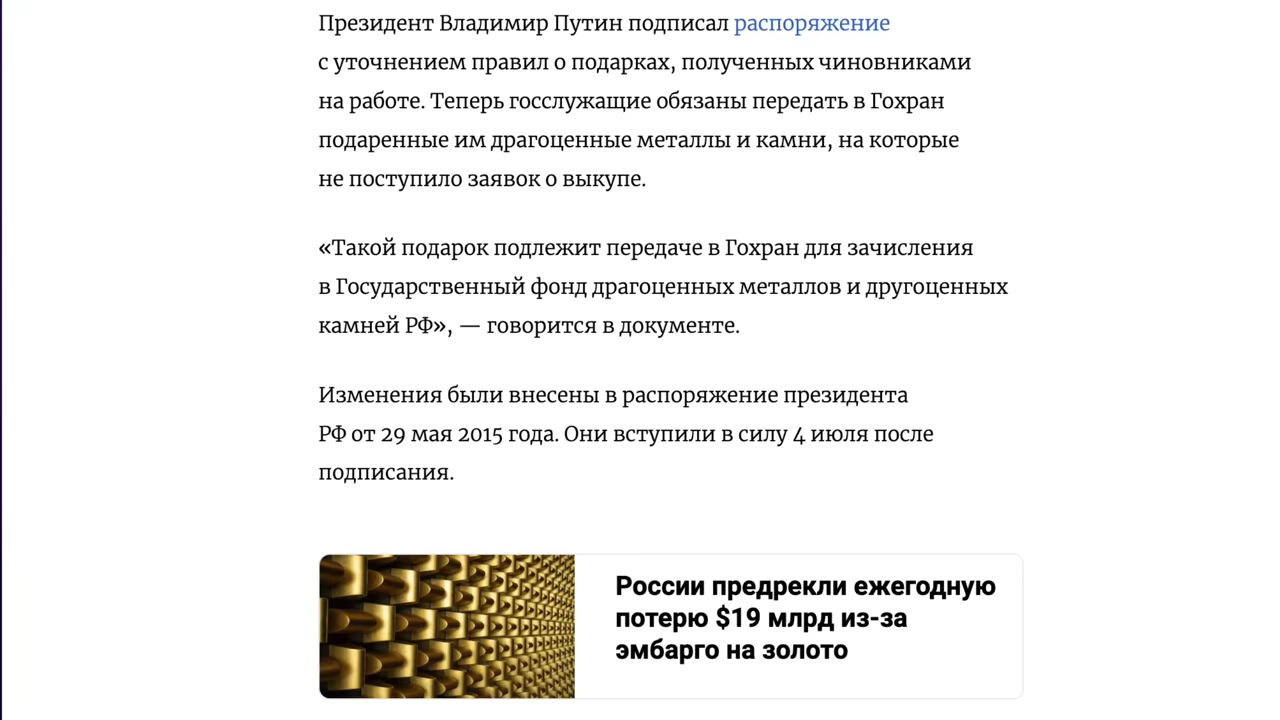 Президент Владимир Путин подписал распоряжение
с уточнением правил о подарках, полученных чиновниками
на работе. Теперь госслужащие обязаны передать в Гохран
подаренные им драгоценные металлы и камни, на которые
не поступило заявок о выкупе.
«Такой подарок подлежит передаче в Гохран для зачисления
в Государственный фонд драгоценных металлов и другоценных
камней РФ», — говорится в документе.
Изменения были внесены в распоряжение президента
РФ от 29 мая 2015 года. Они вступили в силу 4 июля после
подписания.
России предрекли ежегодную
потерю $19 млрд из-за
эмбарго на золото